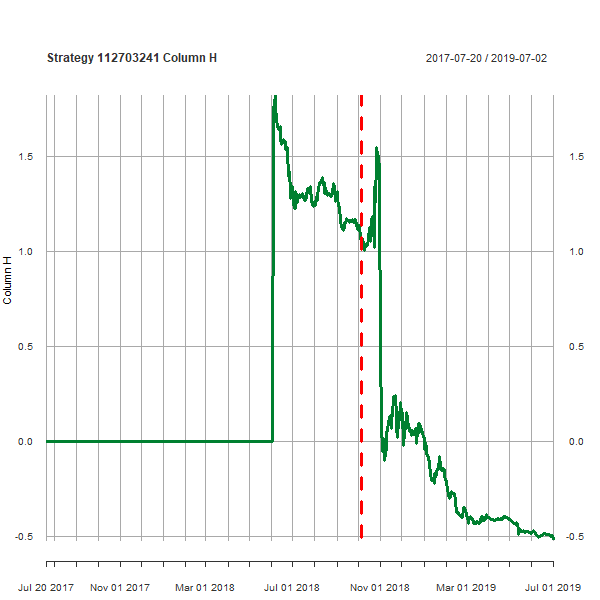 Strategy 112703241 Column H
2017-07-20 / 2019-07-02
1.5
1.5
1.0
1.0
Column H
0.5
0.5
0.0
0.0
-0.5
-0.5
Jul 20 2017
Nov 01 2017
Mar 01 2018
Jul 01 2018
Nov 01 2018
Mar 01 2019
Jul 01 2019